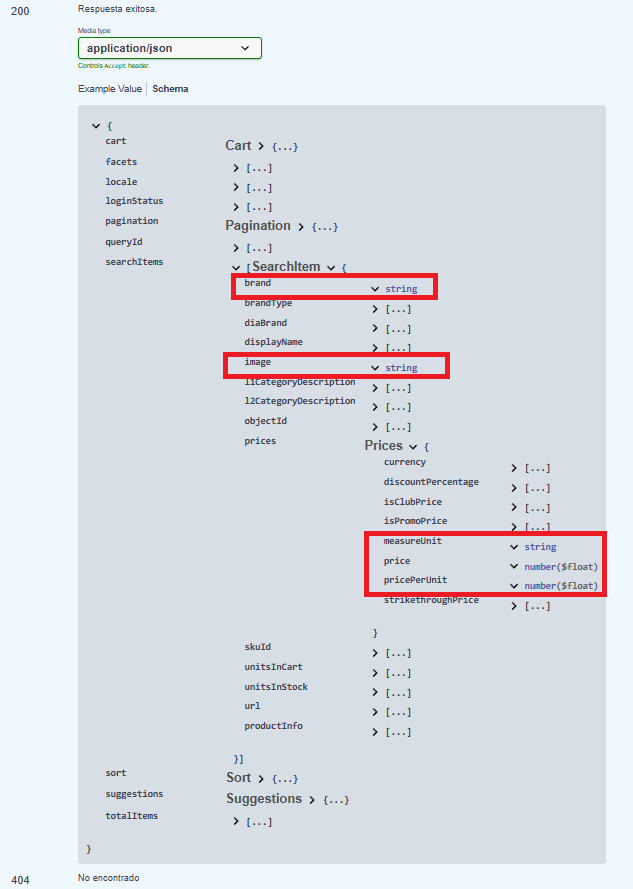 200 Respuesta exitosa.
Media type
application/json
Controls Accept header.
Example Value Schema
{
cart Cart {...}
facets [...]
locale [...]
loginStatus [...]
pagination Pagination {...}
queryId [...]
searchItems [SearchItem {
brand string
brandType [...]
diaBrand [...]
displayName [...]
image string
l1CategoryDescription [...]
l2CategoryDescription [...]
objectId [...]
prices Prices {
currency [...]
discountPercentage [...]
isClubPrice [...]
isPromoPrice [...]
measureUnit string
price number($float)
pricePerUnit number($float)
strikethroughPrice [...]
}
skuId [...]
unitsInCart [...]
unitsInStock [...]
url [...]
productInfo [...]
}]
sort Sort {...}
suggestions Suggestions {...}
totalItems [...]
}
404 No encontrado